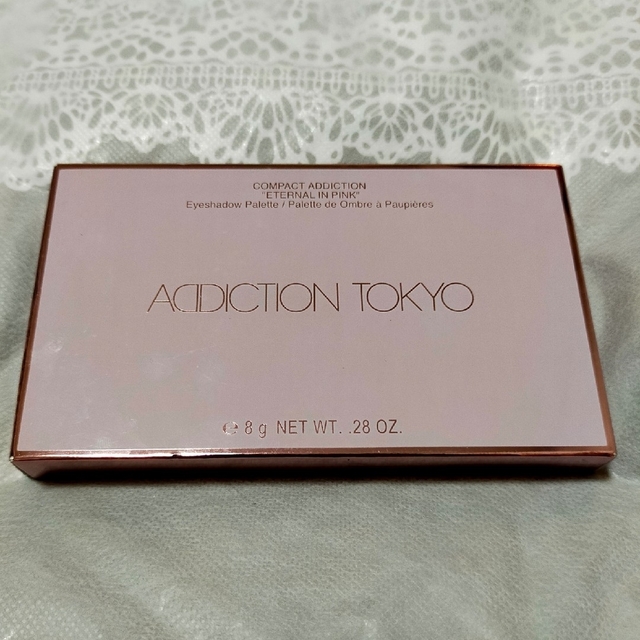 COMPACT ADDICTION
"ETERNAL IN PINK"
Eyeshadow Palette / Palette de Ombre à Paupières
ADDICTION TOKYO
℮ 8 g NET WT. .28 OZ.